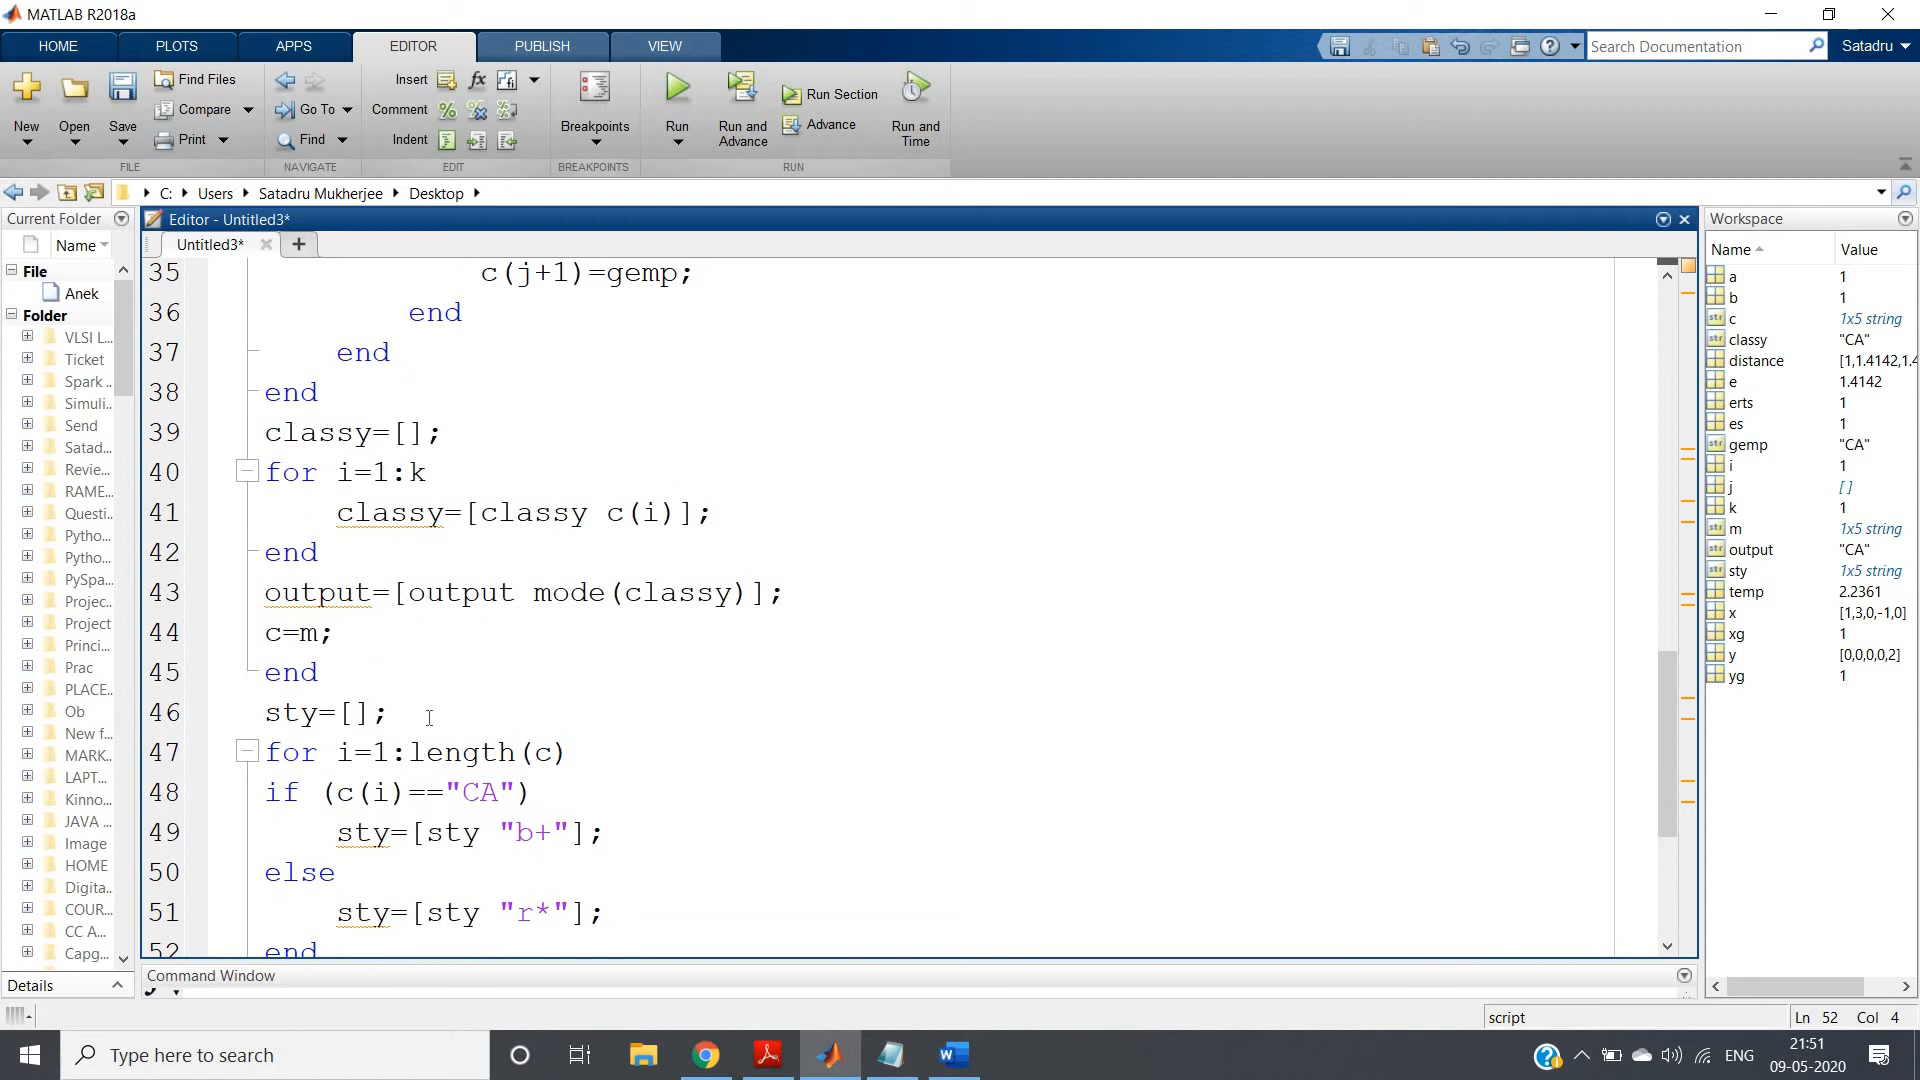 MATLAB R2018a
HOME PLOTS APPS EDITOR PUBLISH VIEW
Search Documentation
Satadru
New
Open
Save
Find Files
Compare
Print
FILE
Go To
Find
NAVIGATE
Insert
Comment
Indent
EDIT
Breakpoints
BREAKPOINTS
Run
Run and
Advance
Run Section
Advance
Run and
Time
RUN
C: Users Satadru Mukherjee Desktop
Current Folder
Name
File
Anek
Folder
VLSI L...
Ticket
Spark ...
Simuli...
Send
Satad...
Revie...
RAME...
Questi...
Pytho...
Pytho...
PySpa...
Projec...
Project
Princi...
Prac
PLACE...
Ob
New f...
MARK...
LAPT...
Kinno...
JAVA ...
Image
HOME
Digita...
COUR...
CC A...
Capg...
Details
Editor - Untitled3*
Untitled3*
35 c(j+1)=gemp;
36 end
37 end
38 end
39 classy=[];
40 for i=1:k
41 classy=[classy c(i)];
42 end
43 output=[output mode(classy)];
44 c=m;
45 end
46 sty=[];
47 for i=1:length(c)
48 if (c(i)=="CA")
49 sty=[sty "b+"];
50 else
51 sty=[sty "r*"];
52 end
Command Window
Workspace
Name Value
a 1
b 1
c 1x5 string
classy "CA"
distance [1,1.4142,1.4
e 1.4142
erts 1
es 1
gemp "CA"
i 1
j []
k 1
m 1x5 string
output "CA"
sty 1x5 string
temp 2.2361
x [1,3,0,-1,0]
xg 1
y [0,0,0,0,2]
yg 1
script
Ln 52 Col 4
Type here to search
ENG
21:51
09-05-2020